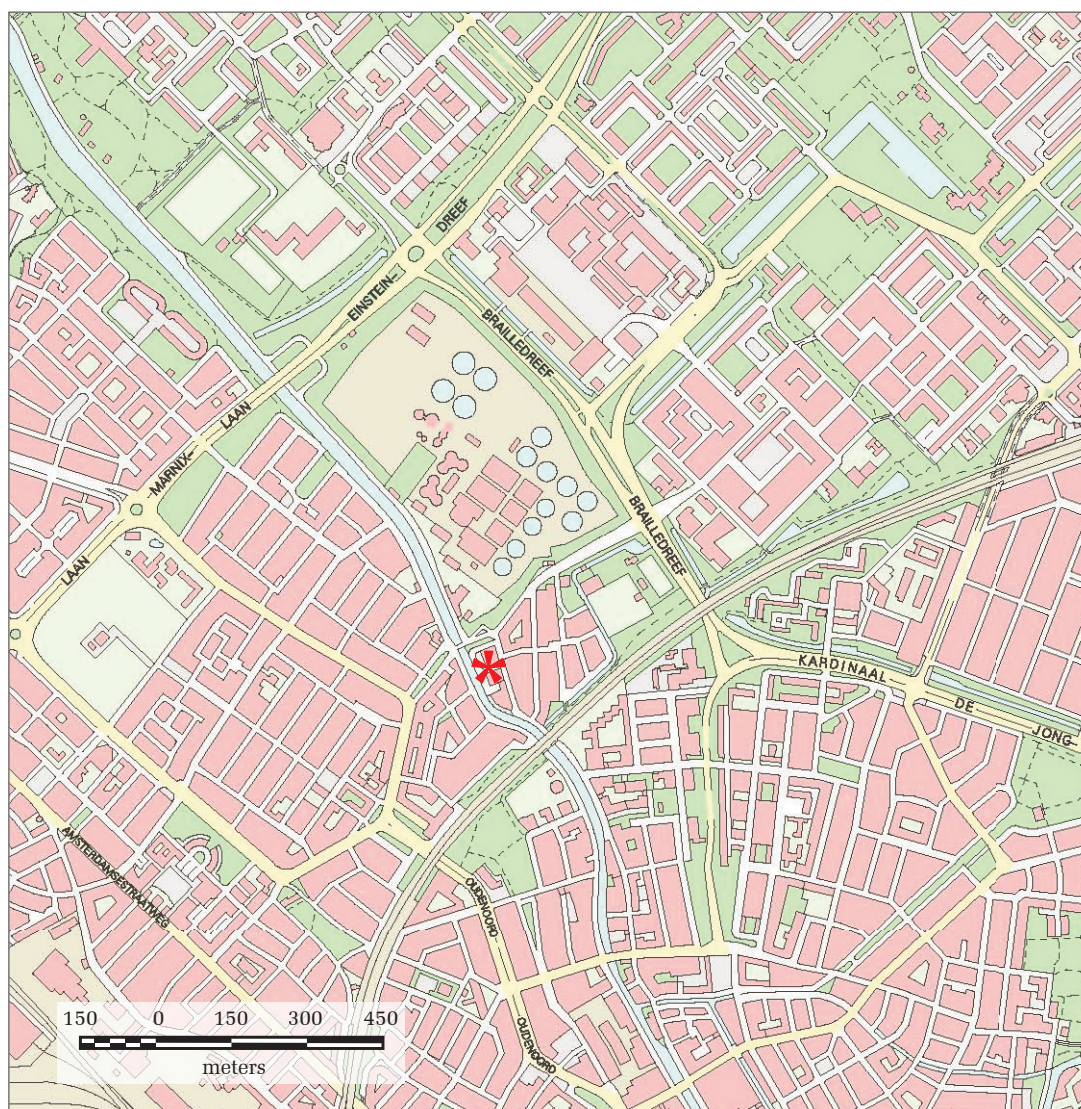 DREEF
EINSTEIN-
BRAILLEDREEF
LAAN
MARNIX-
LAAN
BRAILLEDREEF
KARDINAAL
DE
JONG
AMSTERDAMSESTRAATWEG
OUDENOORD
OUDENOORD
150 0 150 300 450
meters